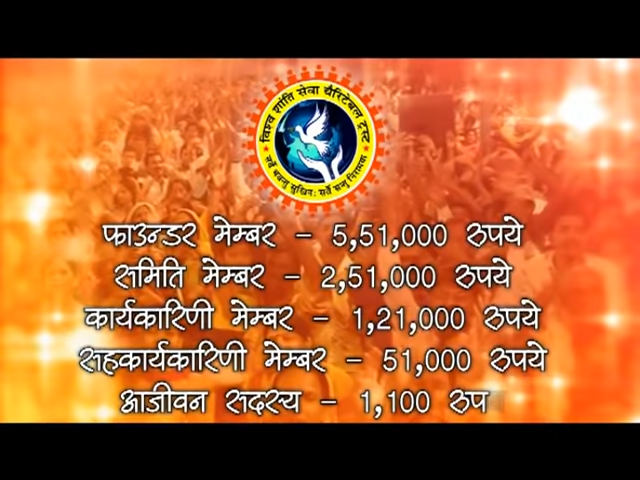 विश्व शांति सेवा चैरिटेबल ट्रस्ट
सर्वे भवन्तु सुखिनः सर्वे सन्तु निरामया
फाउन्डर मेम्बर – 5,51,000 रुपये
समिति मेम्बर – 2,51,000 रुपये
कार्यकारिणी मेम्बर – 1,21,000 रुपये
सहकार्यकारिणी मेम्बर – 51,000 रुपये
आजीवन सदस्य – 1,100 रुप